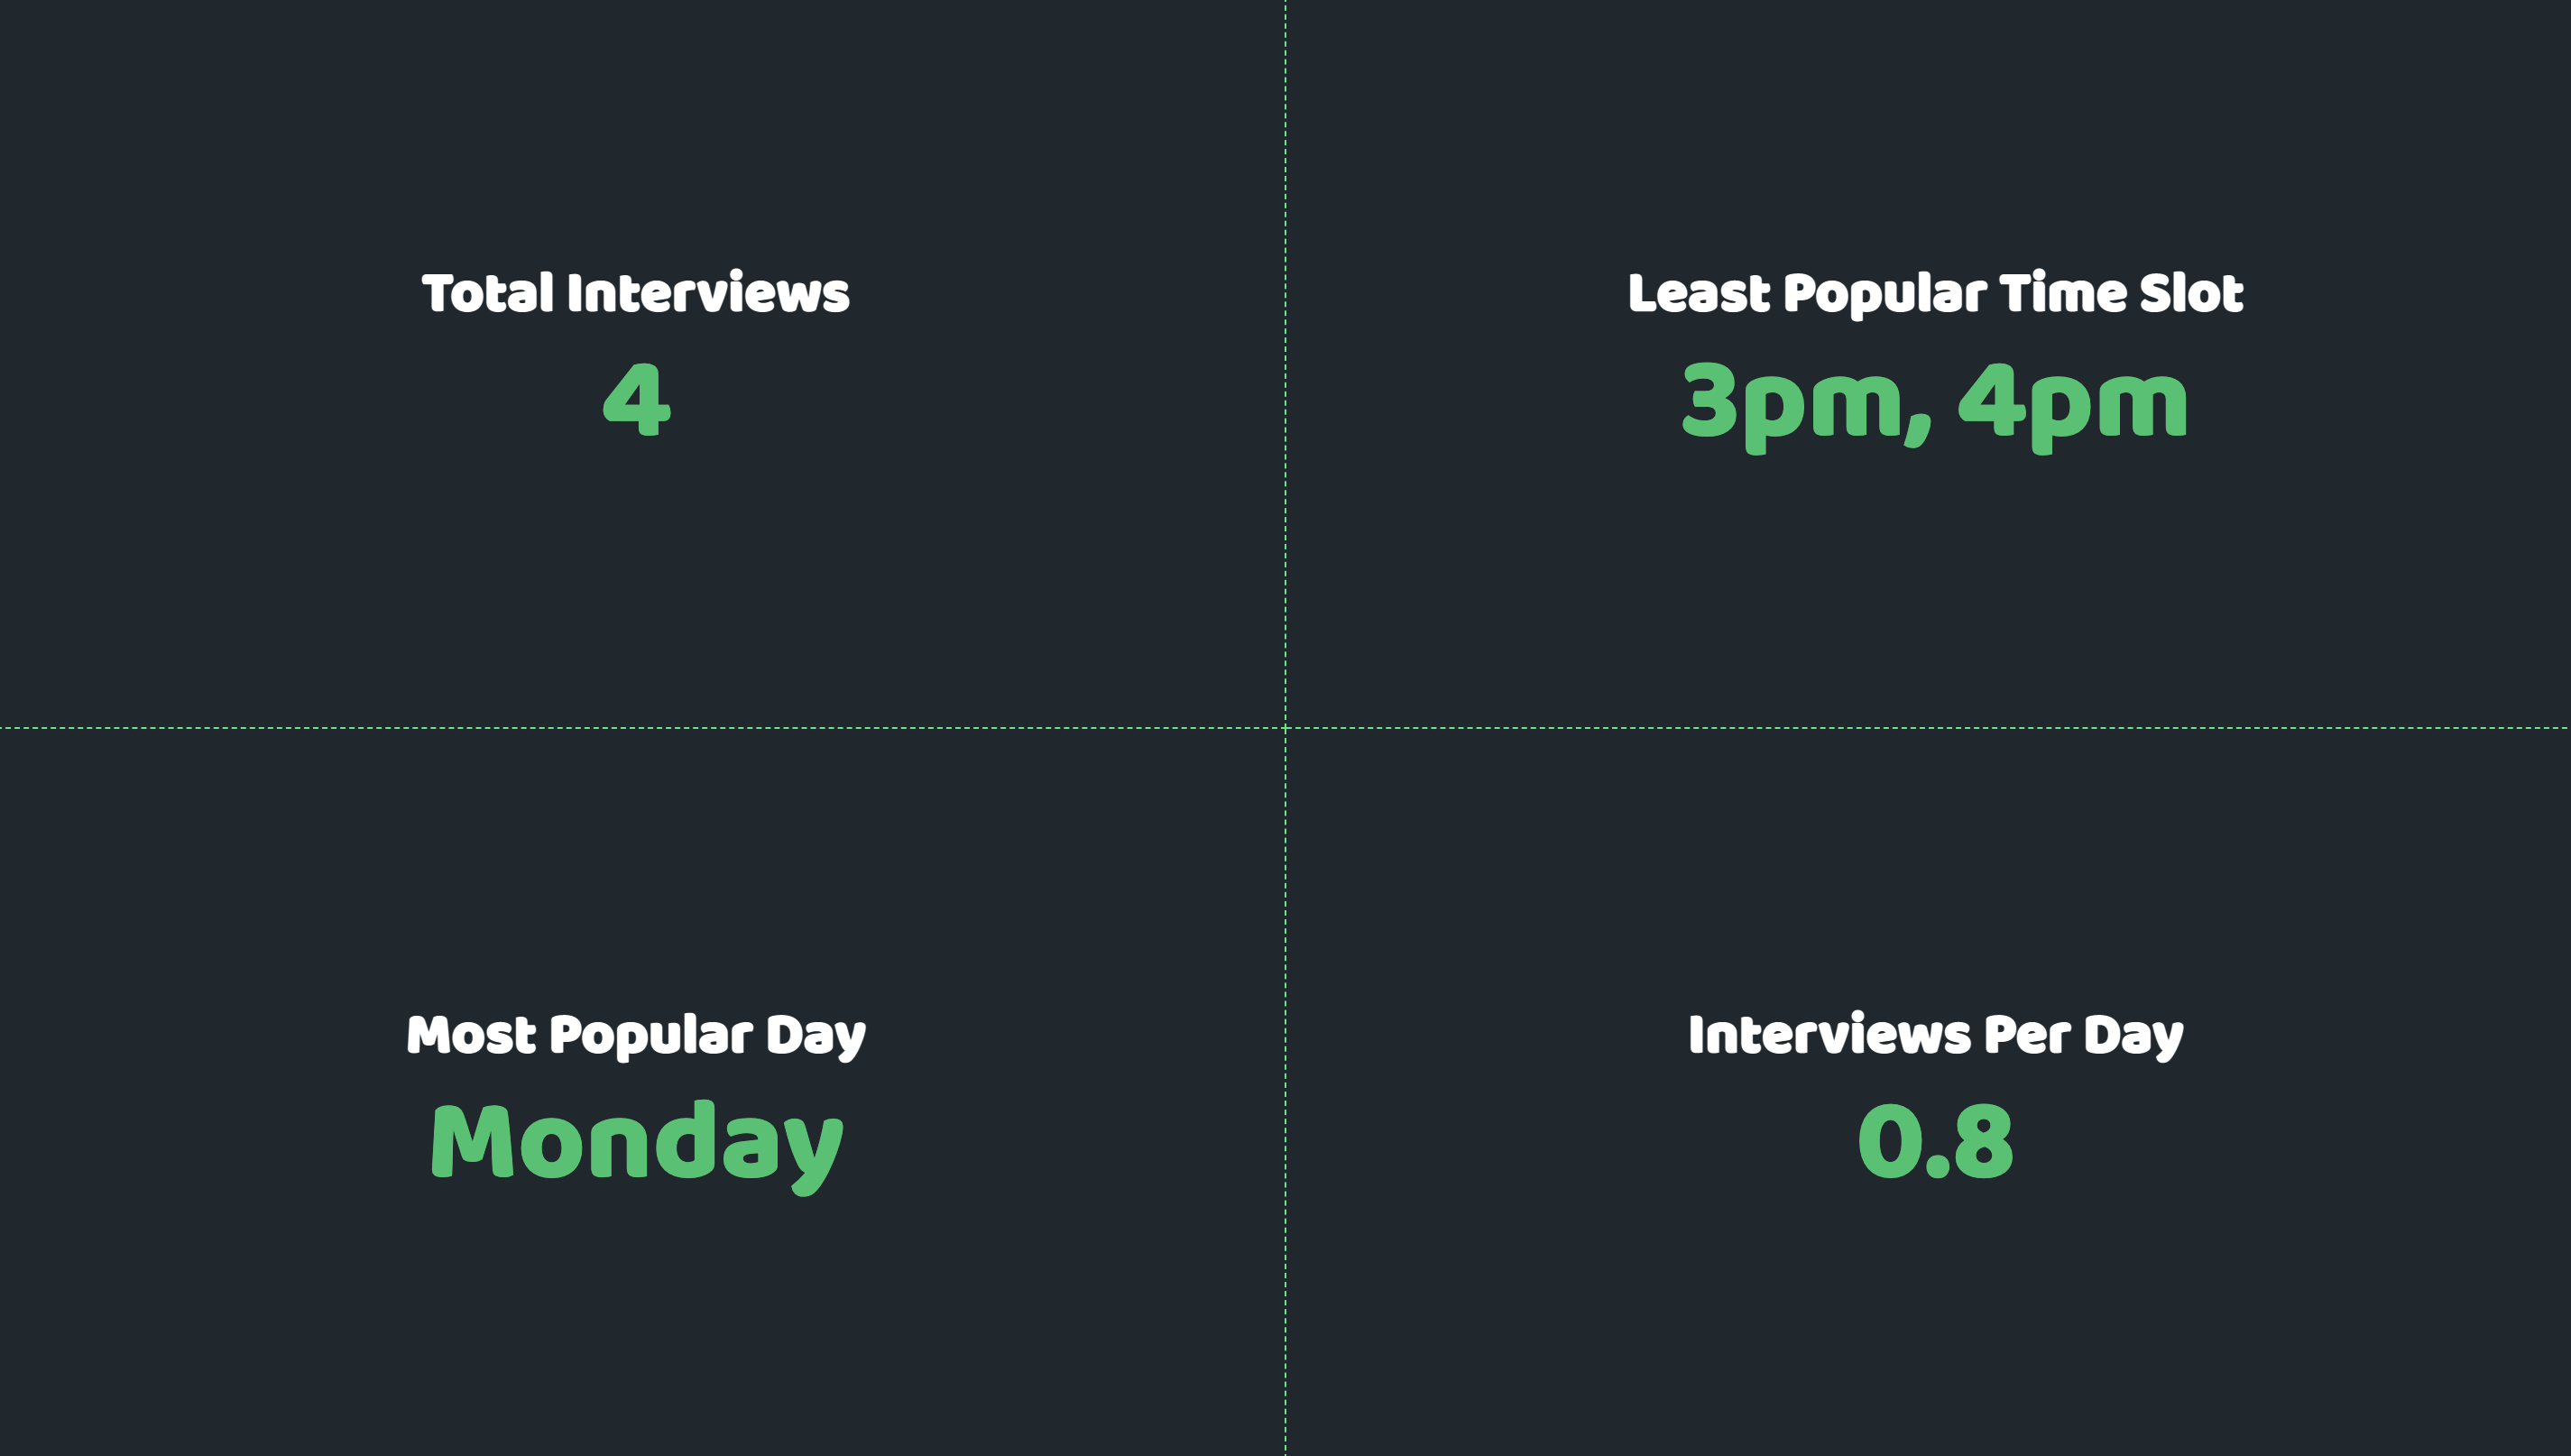 Total Interviews
4
Least Popular Time Slot
3pm, 4pm
Most Popular Day
Monday
Interviews Per Day
0.8